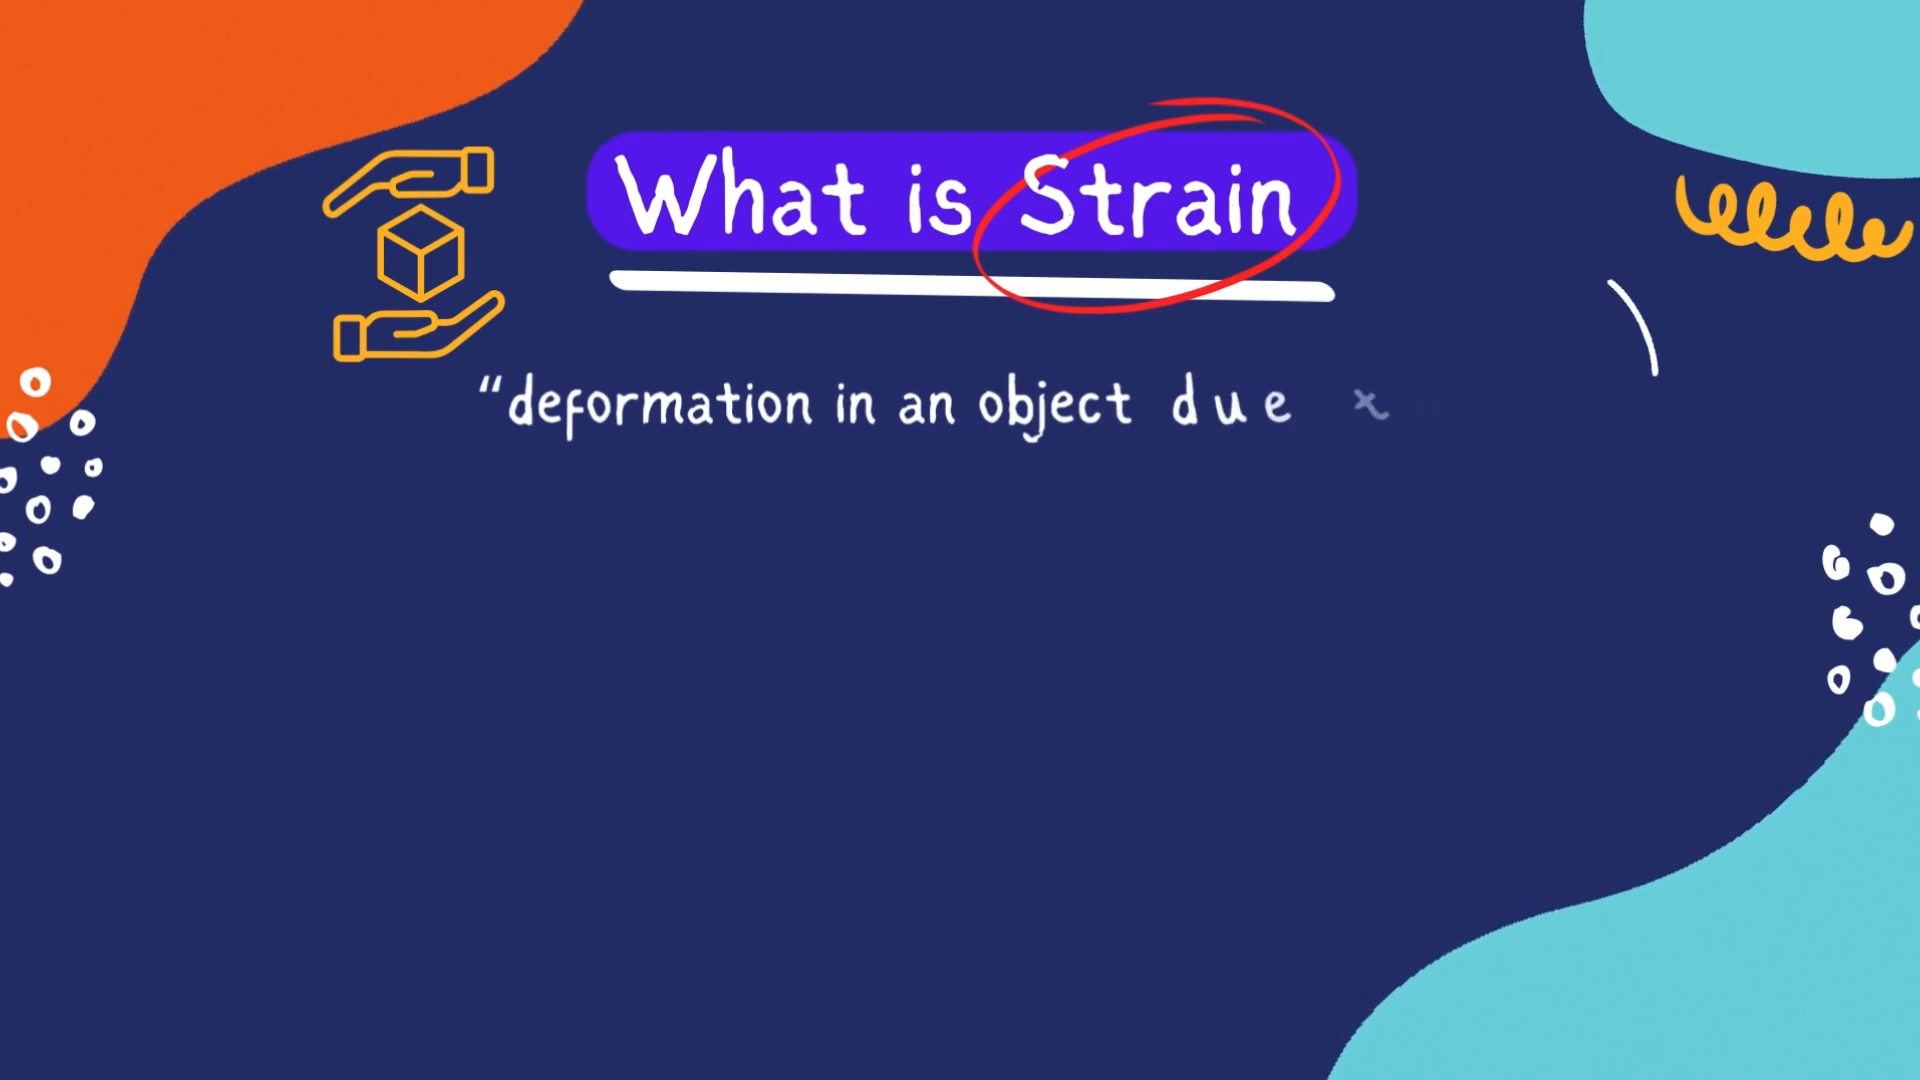 What is Strain
“deformation in an object due